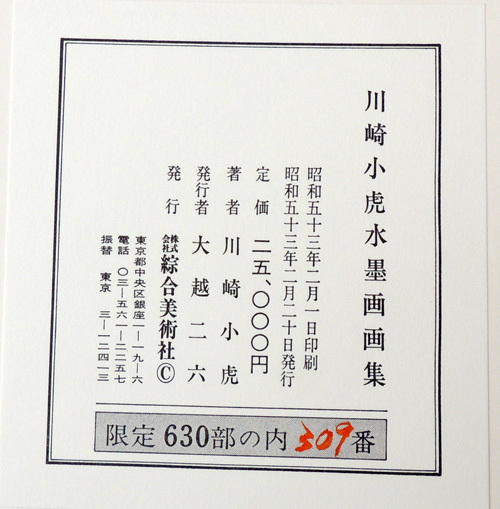 川崎小虎水墨画画集
昭和五十三年二月一日印刷
昭和五十三年二月二十日発行
定価 二五、〇〇〇円
著者 川崎小虎
発行者 大越二六
発行 株式会社 綜合美術社 ©
東京都中央区銀座一―一九―六
電話 〇三―五六一―二二五七
振替 東京 三―一二四一三
限定630部の内309番